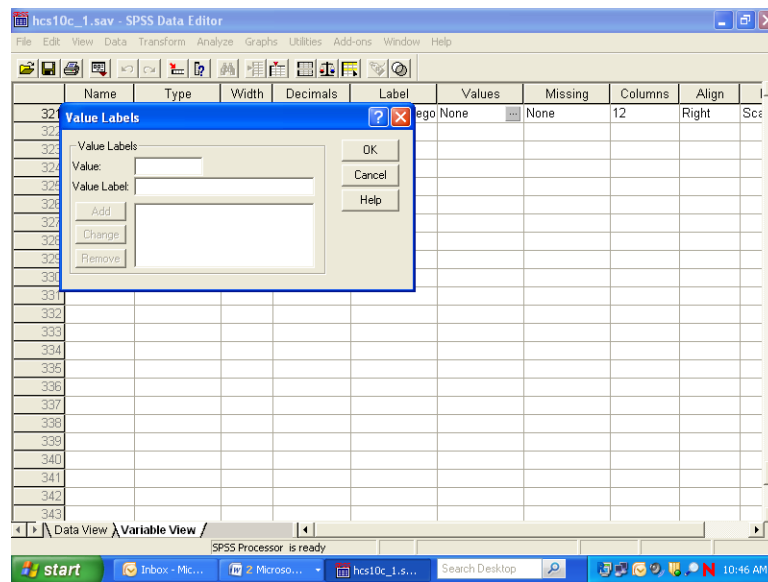 hcs10c_1.sav - SPSS Data Editor
File Edit View Data Transform Analyze Graphs Utilities Add-ons Window Help
Name Type Width Decimals Label Values Missing Columns Align
321 ego None ... None 12 Right Sca
Value Labels
322
323 Value Labels OK
324 Value:
Cancel
325 Value Label:
326 Add Help
327
328 Change
329 Remove
330
331
332
333
334
335
336
337
338
339
340
341
342
343
Data View Variable View
SPSS Processor is ready
start Inbox - Mic... 2 Microso... hcs10c_1.s... Search Desktop N 10:46 AM